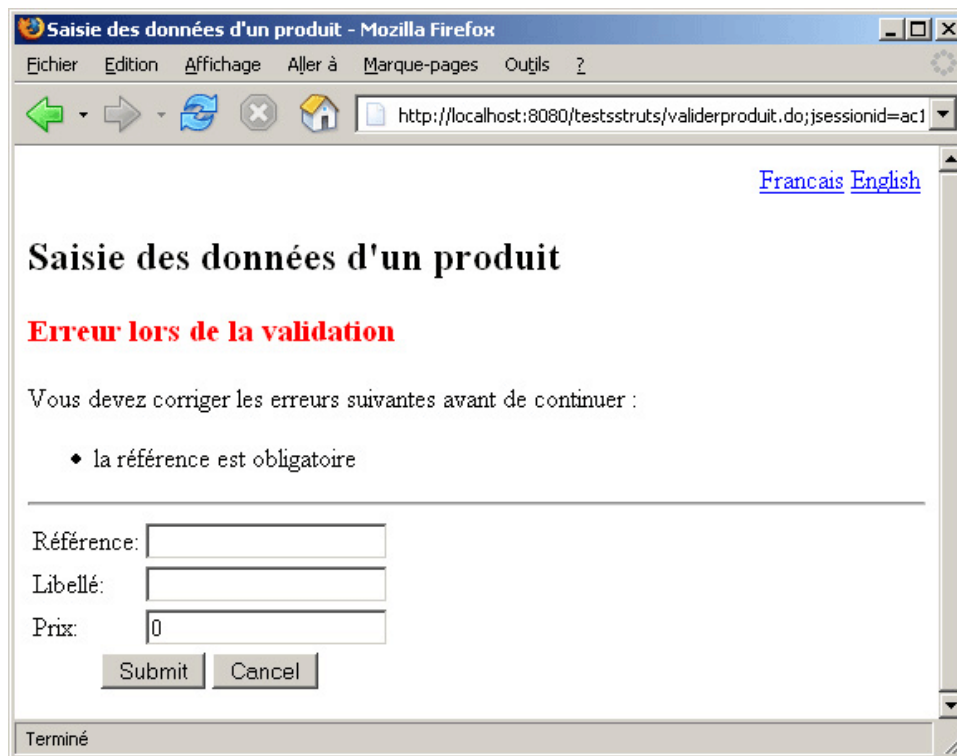 Saisie des données d'un produit - Mozilla Firefox
Fichier Edition Affichage Aller à Marque-pages Outils ?
http://localhost:8080/testsstruts/validerproduit.do;jsessionid=ac1
Francais English
Saisie des données d'un produit
Erreur lors de la validation
Vous devez corriger les erreurs suivantes avant de continuer :
• la référence est obligatoire
Référence:
Libellé:
Prix: 0
Submit Cancel
Terminé